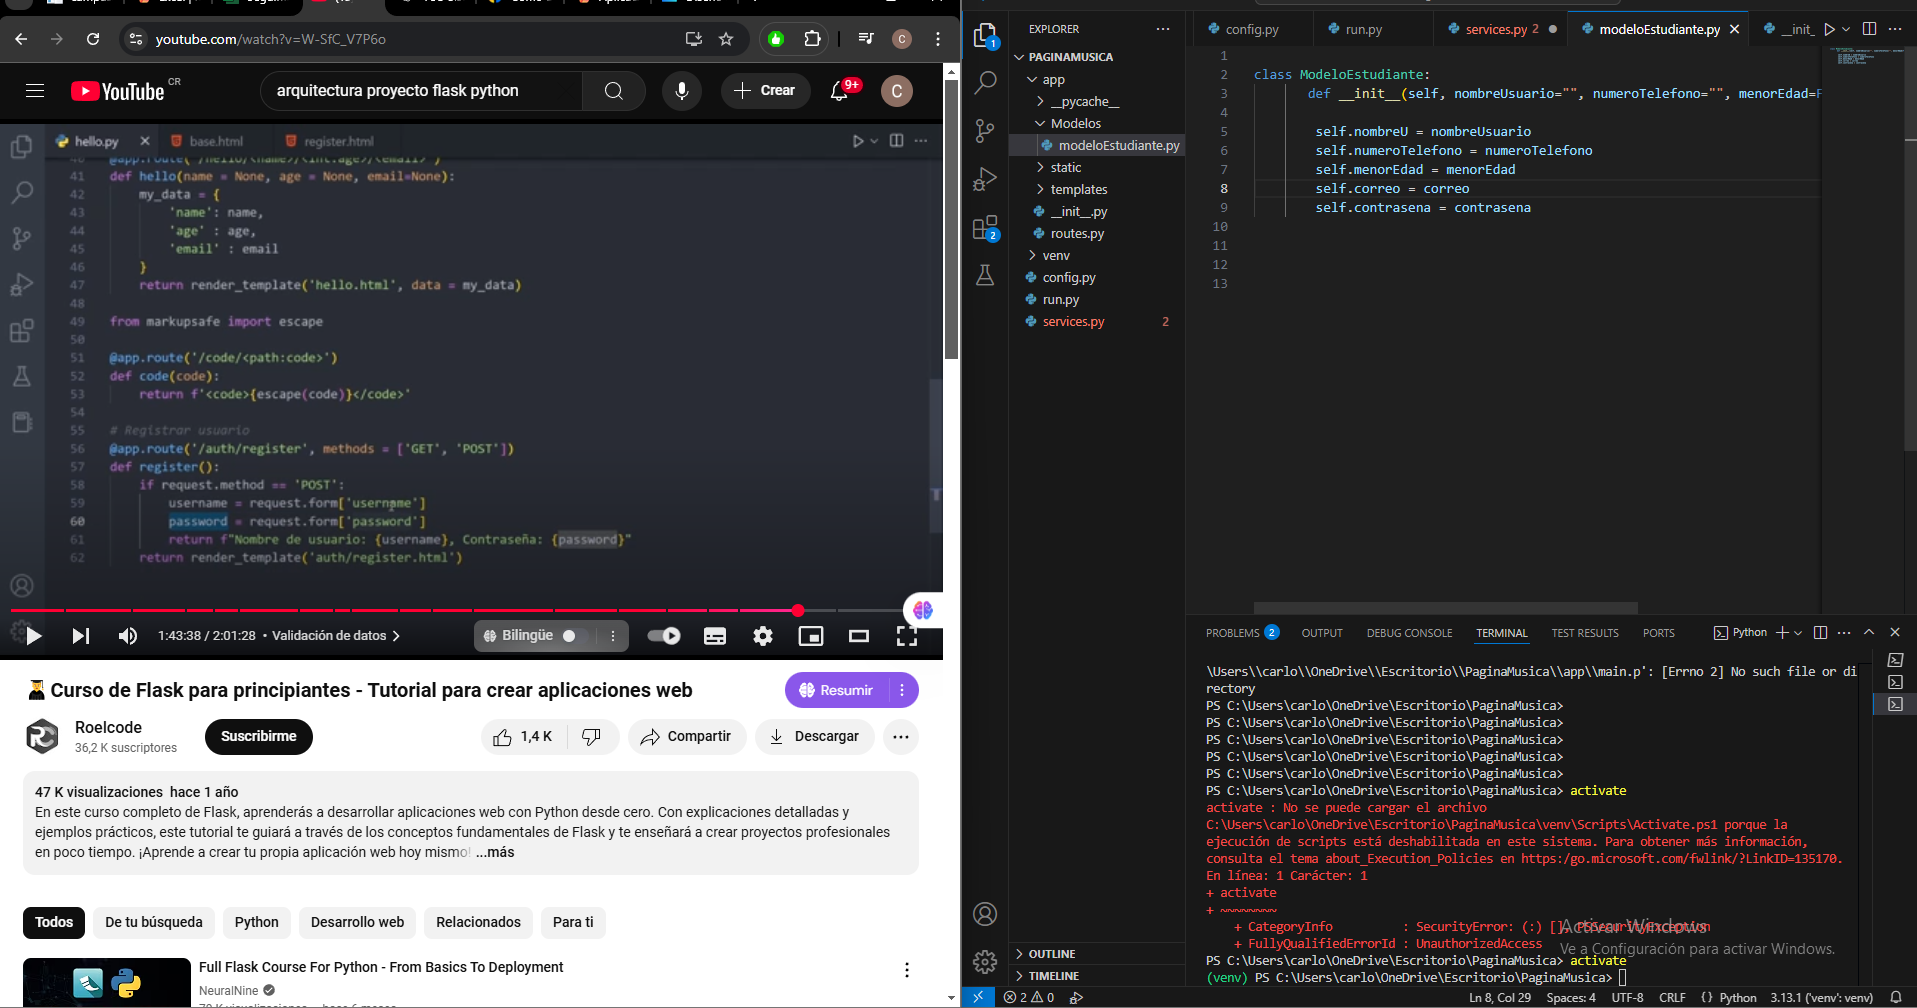 youtube.com/watch?v=W-SfC_V7P6o
YouTube CR
arquitectura proyecto flask python
Crear
9+
C
hello.py
base.html
register.html
40 @app.route('/hello/<name>/<int:age>/<email>')
41 def hello(name = None, age = None, email=None):
42 my_data = {
43 'name': name,
44 'age' : age,
45 'email' : email
46 }
47 return render_template('hello.html', data = my_data)
48
49 from markupsafe import escape
50
51 @app.route('/code/<path:code>')
52 def code(code):
53 return f'<code>{escape(code)}</code>'
54
55 # Registrar usuario
56 @app.route('/auth/register', methods = ['GET', 'POST'])
57 def register():
58 if request.method == 'POST':
59 username = request.form['username']
60 password = request.form['password']
61 return f"Nombre de usuario: {username}, Contraseña: {password}"
62 return render_template('auth/register.html')
1:43:38 / 2:01:28 • Validación de datos
Bilingüe
Curso de Flask para principiantes - Tutorial para crear aplicaciones web
Resumir
Roelcode
36,2 K suscriptores
Suscribirme
1,4 K
Compartir
Descargar
47 K visualizaciones hace 1 año
En este curso completo de Flask, aprenderás a desarrollar aplicaciones web con Python desde cero. Con explicaciones detalladas y
ejemplos prácticos, este tutorial te guiará a través de los conceptos fundamentales de Flask y te enseñará a crear proyectos profesionales
en poco tiempo. ¡Aprende a crear tu propia aplicación web hoy mismo! ...más
Todos
De tu búsqueda
Python
Desarrollo web
Relacionados
Para ti
Full Flask Course For Python - From Basics To Deployment
NeuralNine
EXPLORER
PAGINAMUSICA
app
__pycache__
Modelos
modeloEstudiante.py
static
templates
__init__.py
routes.py
venv
config.py
run.py
services.py 2
OUTLINE
TIMELINE
config.py
run.py
services.py 2
modeloEstudiante.py
__init_
1
2 class ModeloEstudiante:
3 def __init__(self, nombreUsuario="", numeroTelefono="", menorEdad=F
4
5 self.nombreU = nombreUsuario
6 self.numeroTelefono = numeroTelefono
7 self.menorEdad = menorEdad
8 self.correo = correo
9 self.contrasena = contrasena
10
11
12
13
PROBLEMS 2
OUTPUT
DEBUG CONSOLE
TERMINAL
TEST RESULTS
PORTS
Python
\Users\\carlo\\OneDrive\\Escritorio\\PaginaMusica\\app\\main.p': [Errno 2] No such file or di
rectory
PS C:\Users\carlo\OneDrive\Escritorio\PaginaMusica>
PS C:\Users\carlo\OneDrive\Escritorio\PaginaMusica>
PS C:\Users\carlo\OneDrive\Escritorio\PaginaMusica>
PS C:\Users\carlo\OneDrive\Escritorio\PaginaMusica>
PS C:\Users\carlo\OneDrive\Escritorio\PaginaMusica>
PS C:\Users\carlo\OneDrive\Escritorio\PaginaMusica> activate
activate : No se puede cargar el archivo
C:\Users\carlo\OneDrive\Escritorio\PaginaMusica\venv\Scripts\Activate.ps1 porque la
ejecución de scripts está deshabilitada en este sistema. Para obtener más información,
consulta el tema about_Execution_Policies en https:/go.microsoft.com/fwlink/?LinkID=135170.
En línea: 1 Carácter: 1
+ activate
+ ~~~~~~~~
+ CategoryInfo : SecurityError: (:) [], PSSecurityException
+ FullyQualifiedErrorId : UnauthorizedAccess
PS C:\Users\carlo\OneDrive\Escritorio\PaginaMusica> activate
(venv) PS C:\Users\carlo\OneDrive\Escritorio\PaginaMusica>
Activar Windows
Ve a Configuración para activar Windows.
2 0
Ln 8, Col 29
Spaces: 4
UTF-8
CRLF
{ } Python
3.13.1 ('venv': venv)